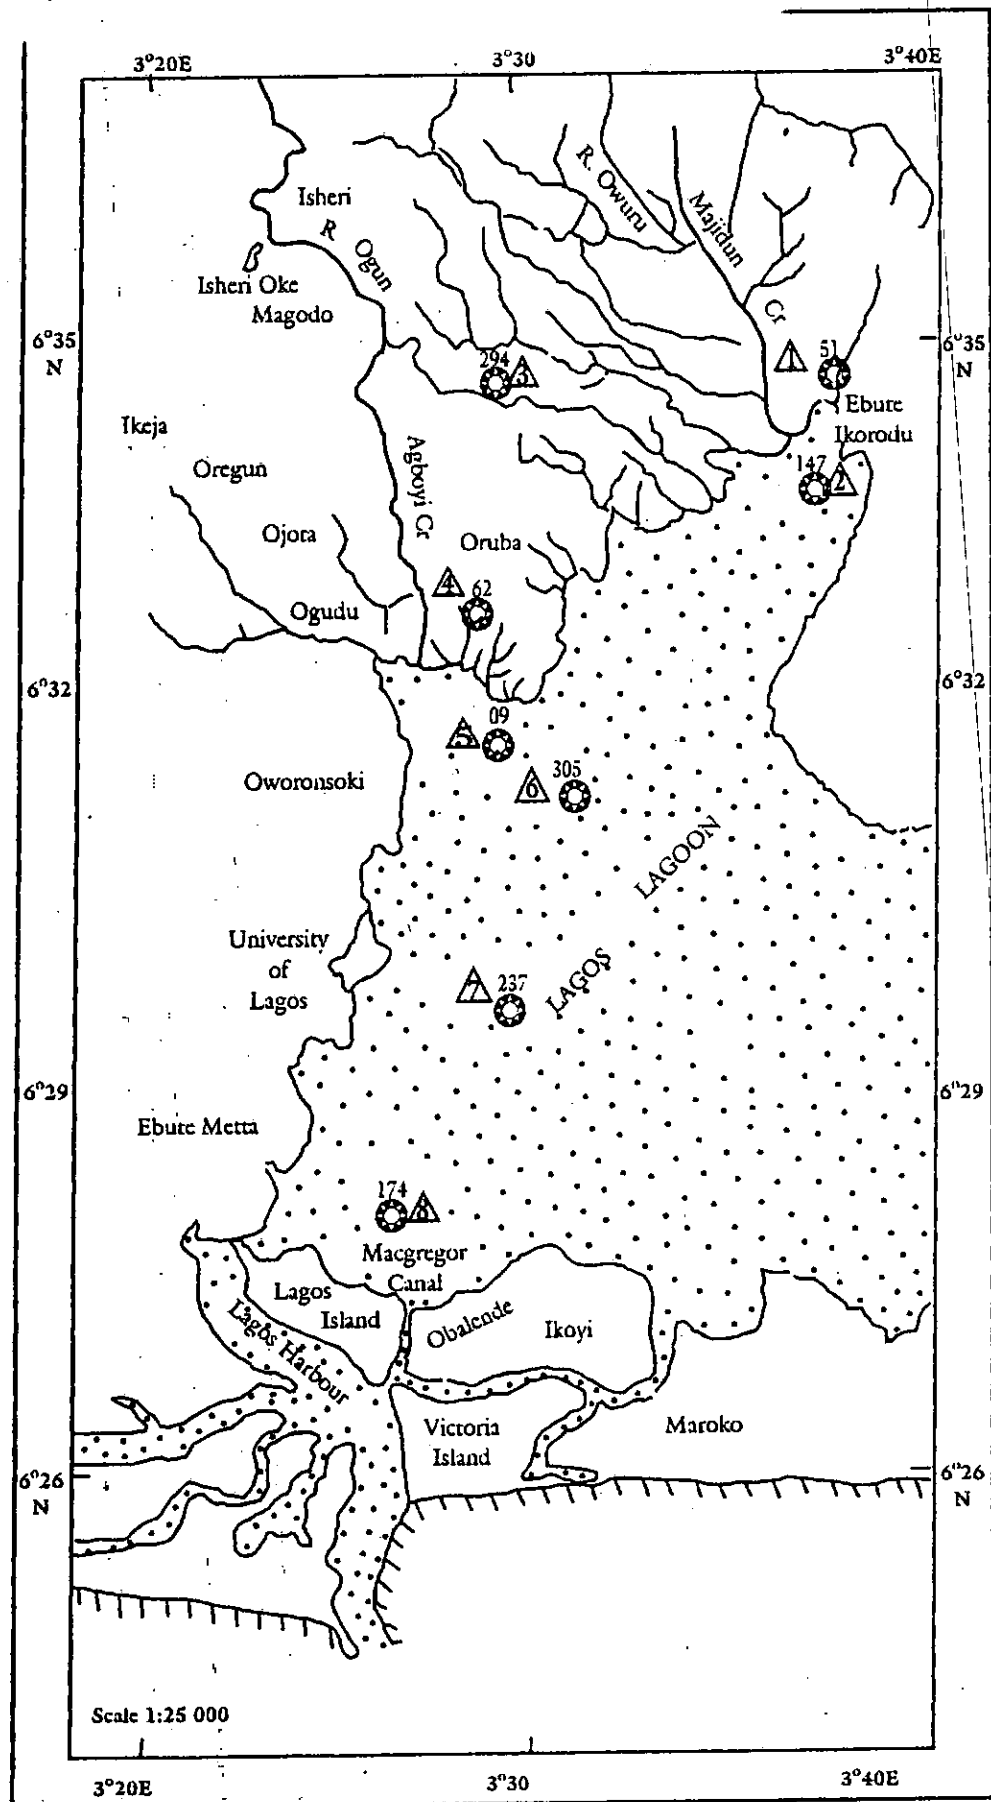 3°20E 3°30 3°40E
Isheri
R. Owuru
Majidun
Cr
R Ogun
Isheri Oke
Magodo
6°35
N
6°35
N
294
3
1
51
Ebute
Ikorodu
Ikeja
Oregun
Agboyi Cr
147
2
Ojota
Oruba
4
62
Ogudu
6°32
6°32
09
5
Oworonsoki
6
305
LAGOS LAGOON
University
of
Lagos
7
237
6°29
6°29
Ebute Metta
174
8
Macgregor
Canal
Lagos
Island
Obalende
Ikoyi
Lagos Harbour
Victoria
Island
Maroko
6°26
N
6°26
N
Scale 1:25 000
3°20E 3°30 3°40E